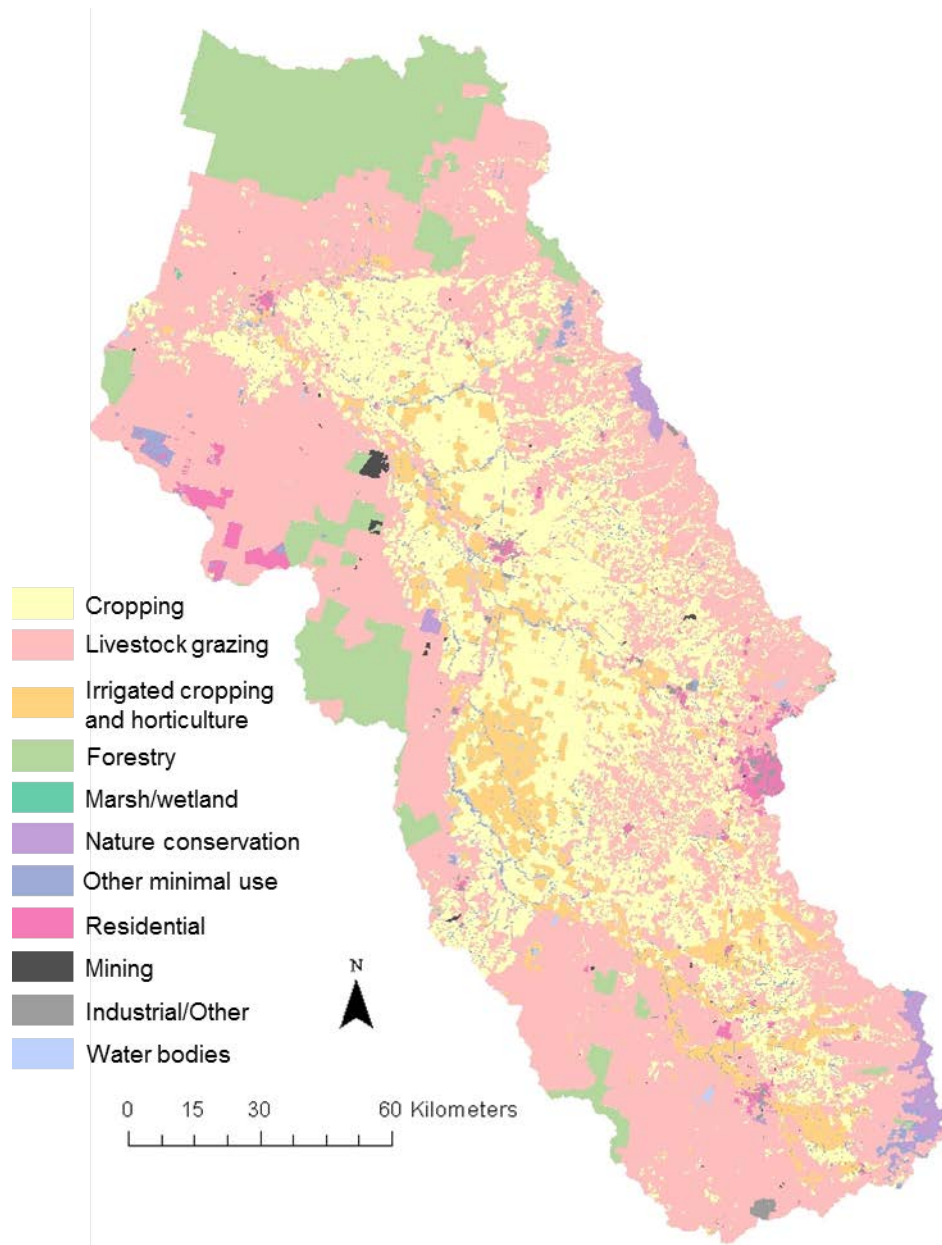 Cropping
Livestock grazing
Irrigated cropping
and horticulture
Forestry
Marsh/wetland
Nature conservation
Other minimal use
Residential
Mining
Industrial/Other
Water bodies
N
0 15 30 60 Kilometers